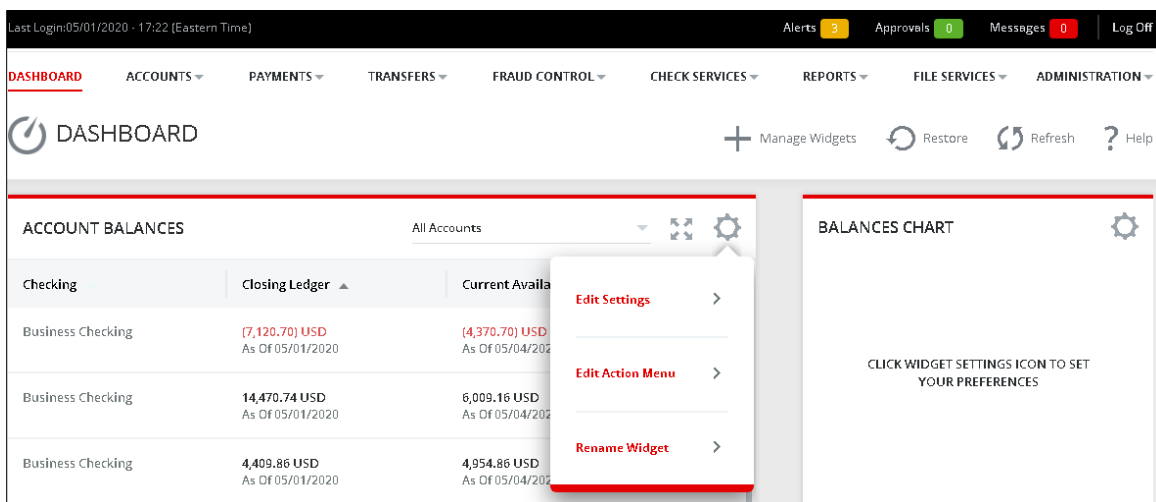 Last Login:05/01/2020 - 17:22 (Eastern Time) Alerts 3 Approvals 0 Messages 0 Log Off
DASHBOARD ACCOUNTS PAYMENTS TRANSFERS FRAUD CONTROL CHECK SERVICES REPORTS FILE SERVICES ADMINISTRATION
DASHBOARD Manage Widgets Restore Refresh ? Help
ACCOUNT BALANCES All Accounts
Checking Closing Ledger Current Availa
Business Checking (7,120.70) USD (4,370.70) USD
As Of 05/01/2020 As Of 05/04/202
Business Checking 14,470.74 USD 6,009.16 USD
As Of 05/01/2020 As Of 05/04/202
Business Checking 4,409.86 USD 4,954.86 USD
As Of 05/01/2020 As Of 05/04/202
Edit Settings
Edit Action Menu
Rename Widget
BALANCES CHART
CLICK WIDGET SETTINGS ICON TO SET
YOUR PREFERENCES